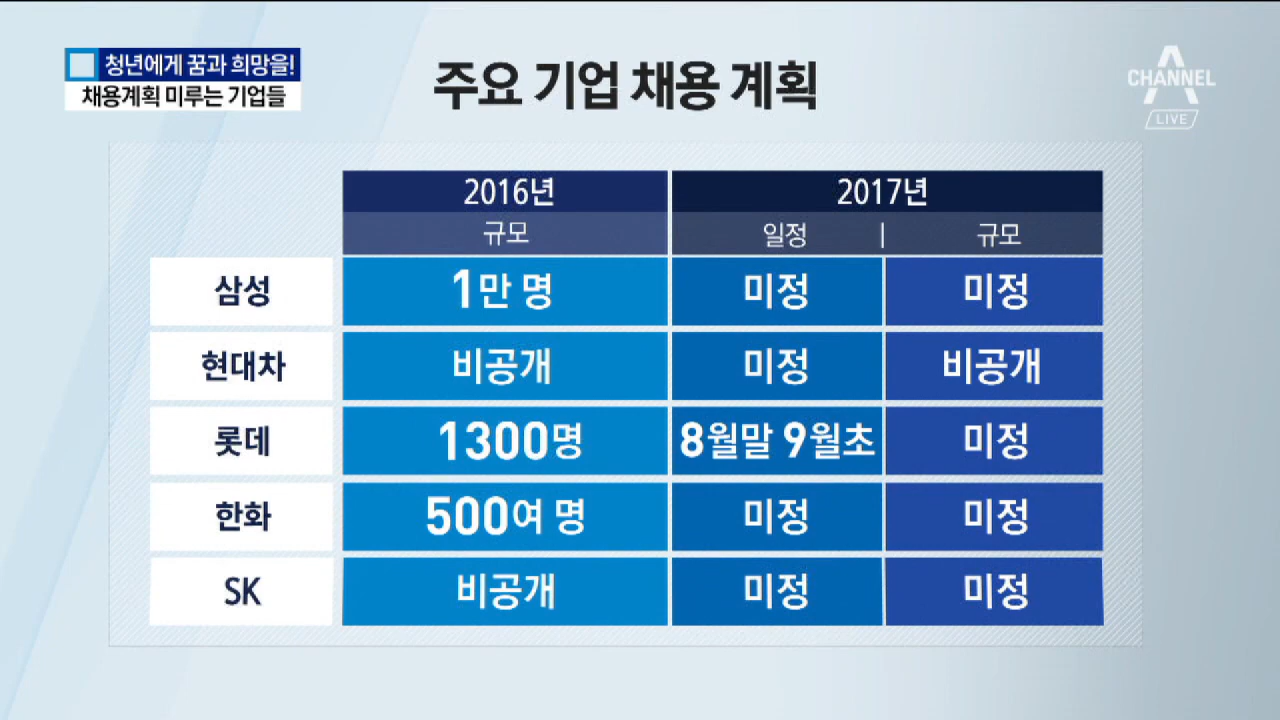 청년에게 꿈과 희망을!
채용계획 미루는 기업들
주요 기업 채용 계획
CHANNEL A
LIVE
2016년 2017년
규모 일정 | 규모
삼성 1만 명 미정 미정
현대차 비공개 미정 비공개
롯데 1300명 8월말 9월초 미정
한화 500여 명 미정 미정
SK 비공개 미정 미정